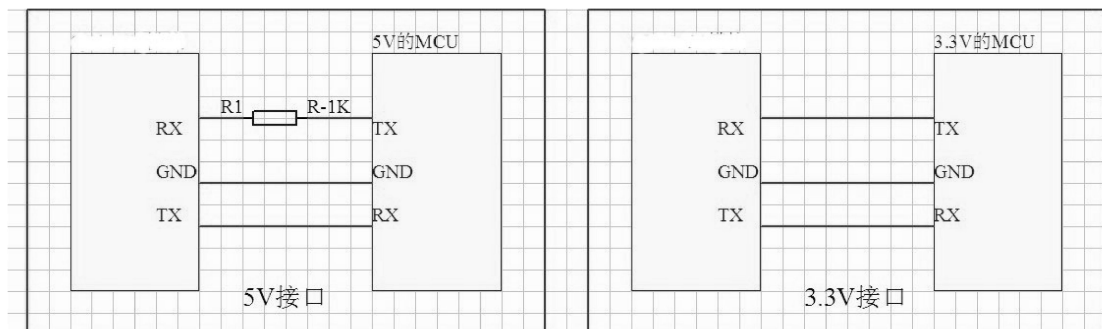 5V的MCU
R1
R-1K
RX
TX
GND
GND
TX
RX
5V接口
3.3V的MCU
RX
TX
GND
GND
TX
RX
3.3V接口